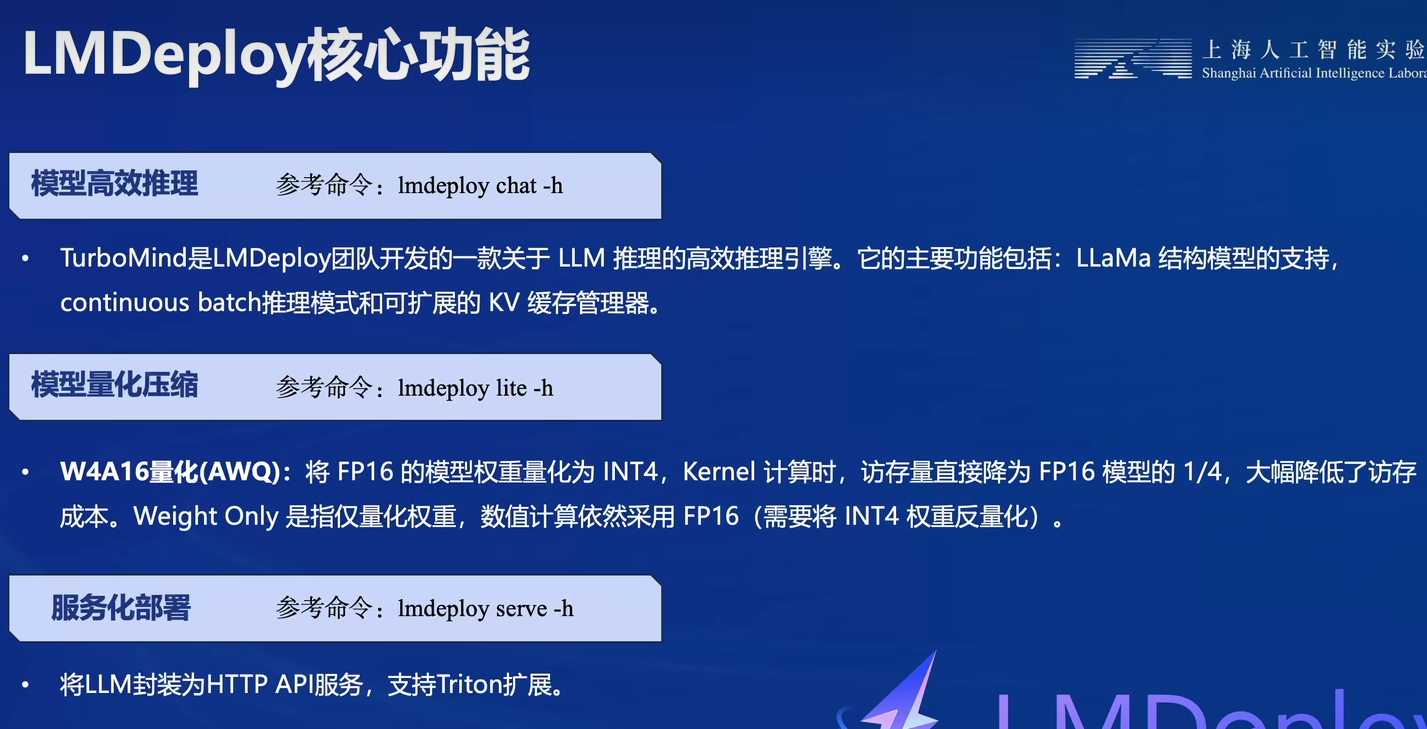 LMDeploy核心功能
上海人工智能实验
Shanghai Artificial Intelligence Labora
模型高效推理 参考命令：lmdeploy chat -h
• TurboMind是LMDeploy团队开发的一款关于 LLM 推理的高效推理引擎。它的主要功能包括：LLaMa 结构模型的支持，
continuous batch推理模式和可扩展的 KV 缓存管理器。
模型量化压缩 参考命令：lmdeploy lite -h
• W4A16量化(AWQ)：将 FP16 的模型权重量化为 INT4，Kernel 计算时，访存量直接降为 FP16 模型的 1/4，大幅降低了访存
成本。Weight Only 是指仅量化权重，数值计算依然采用 FP16（需要将 INT4 权重反量化）。
服务化部署 参考命令：lmdeploy serve -h
• 将LLM封装为HTTP API服务，支持Triton扩展。
LMDeploy